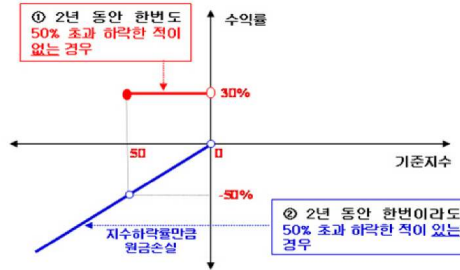 ① 2년 동안 한번도
50% 초과 하락한 적이
없는 경우
수익률
30%
50
0
기준지수
-50%
지수하락률만큼
원금손실
② 2년 동안 한번이라도
50% 초과 하락한 적이 있는
경우